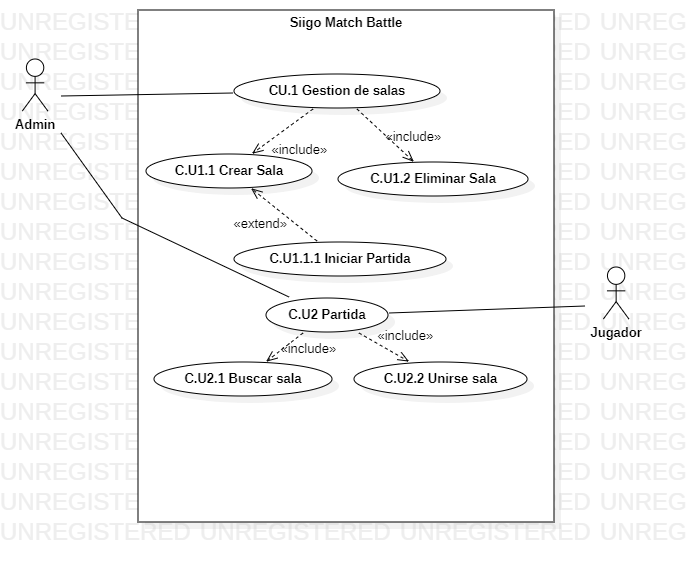 Siigo Match Battle
CU.1 Gestion de salas
Admin
«include»
«include»
C.U1.1 Crear Sala
C.U1.2 Eliminar Sala
«extend»
C.U1.1.1 Iniciar Partida
C.U2 Partida
Jugador
«include»
«include»
C.U2.1 Buscar sala
C.U2.2 Unirse sala
UNREGISTERED UNREGISTERED UNREGISTERED UNREG